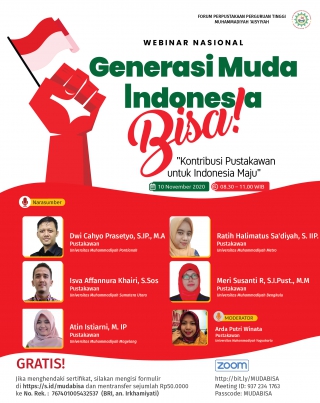 FORUM PERPUSTAKAAN PERGURUAN TINGGI
MUHAMMADIYAH 'AISYIYAH
WEBINAR NASIONAL
Generasi Muda
Indonesia
Bisa!
"Kontribusi Pustakawan
untuk Indonesia Maju"
10 November 2020
08.30 - 11.00 WIB
Narasumber
Dwi Cahyo Prasetyo, S.IP., M.A
Pustakawan
Universitas Muhammadiyah Pontianak
Ratih Halimatus Sa'diyah, S. IIP.
Pustakawan
Universitas Muhammadiyah Metro
Isva Affannura Khairi, S.Sos
Pustakawan
Universitas Muhammadiyah Sumatera Utara
Meri Susanti R, S.I.Pust., M.M
Pustakawan
Universitas Muhammadiyah Bengkulu
Atin Istiarni, M. IP
Pustakawan
Universitas Muhammadiyah Magelang
MODERATOR
Arda Putri Winata
Pustakawan
Universitas Muhammadiyah Yogyakarta
GRATIS!
Jika menghendaki sertifikat, silakan mengisi formulir
di https://s.id/mudabisa dan mentransfer sejumlah Rp50.0000
ke No. Rek. : 767401005432537 (BRI, an. Irkhamiyati)
zoom
http://bit.ly/MUDABISA
Meeting ID: 937 224 1763
Passcode: MUDABISA